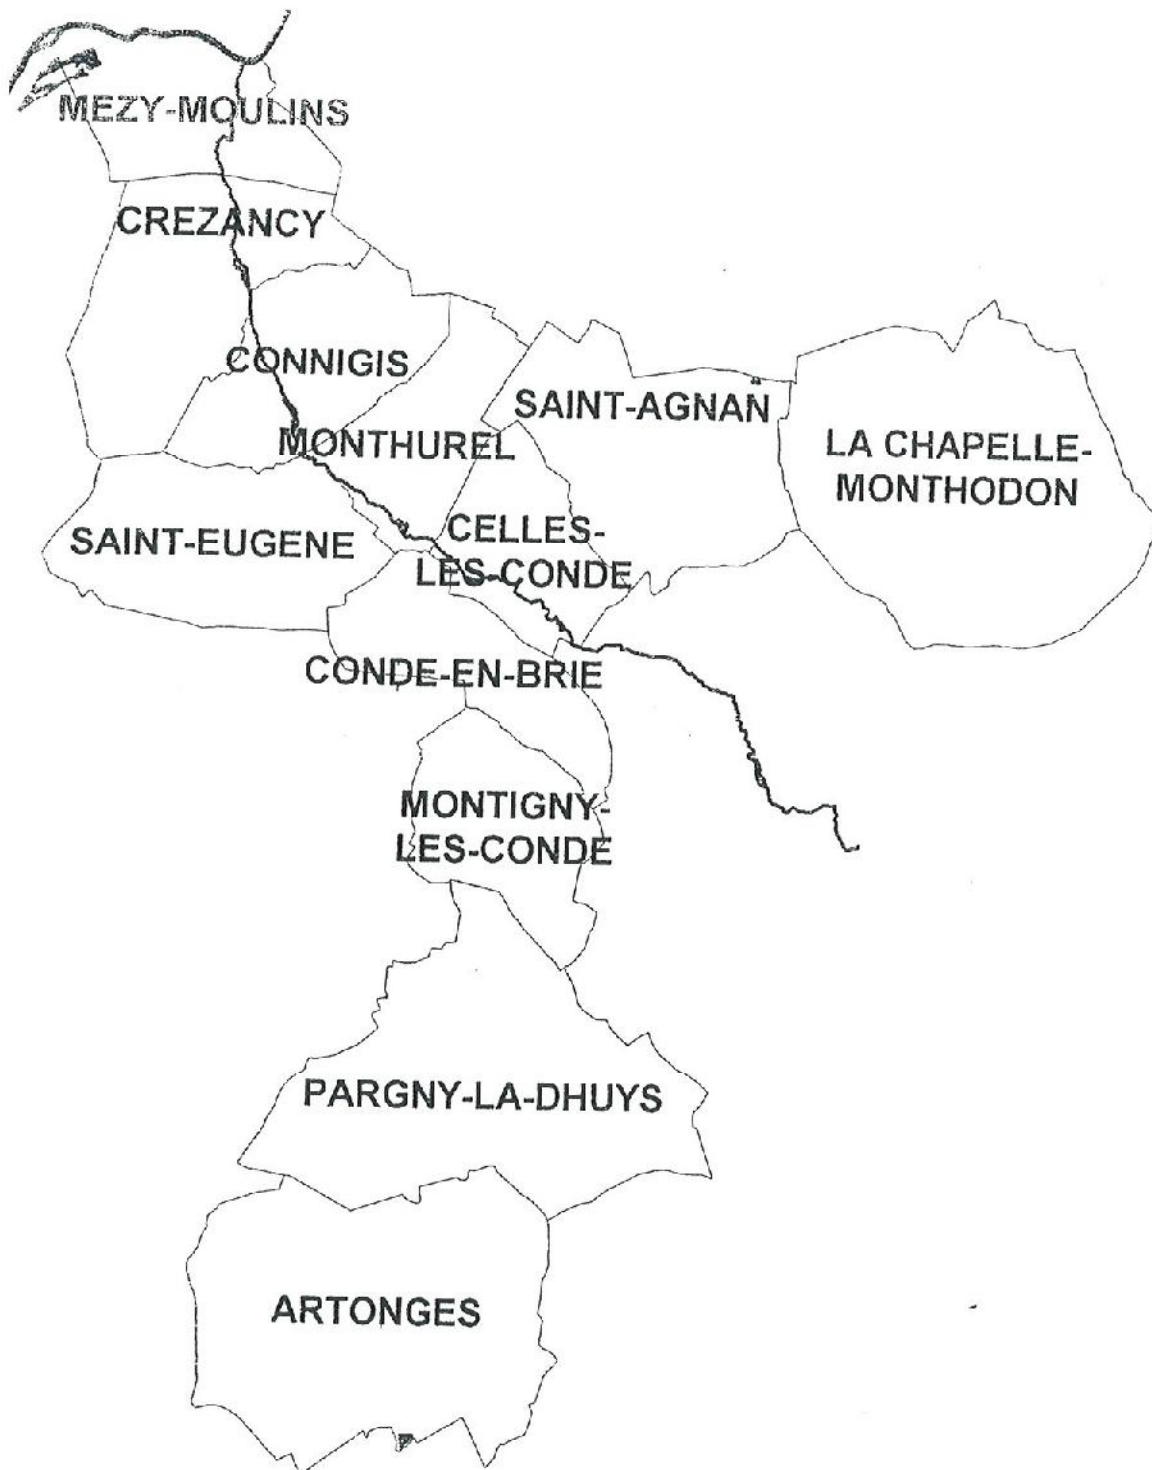 MEZY-MOULINS
CREZANCY
CONNIGIS
SAINT-AGNAN
MONTHUREL
LA CHAPELLE-
MONTHODON
SAINT-EUGENE
CELLES-
LES-CONDE
CONDE-EN-BRIE
MONTIGNY-
LES-CONDE
PARGNY-LA-DHUYS
ARTONGES